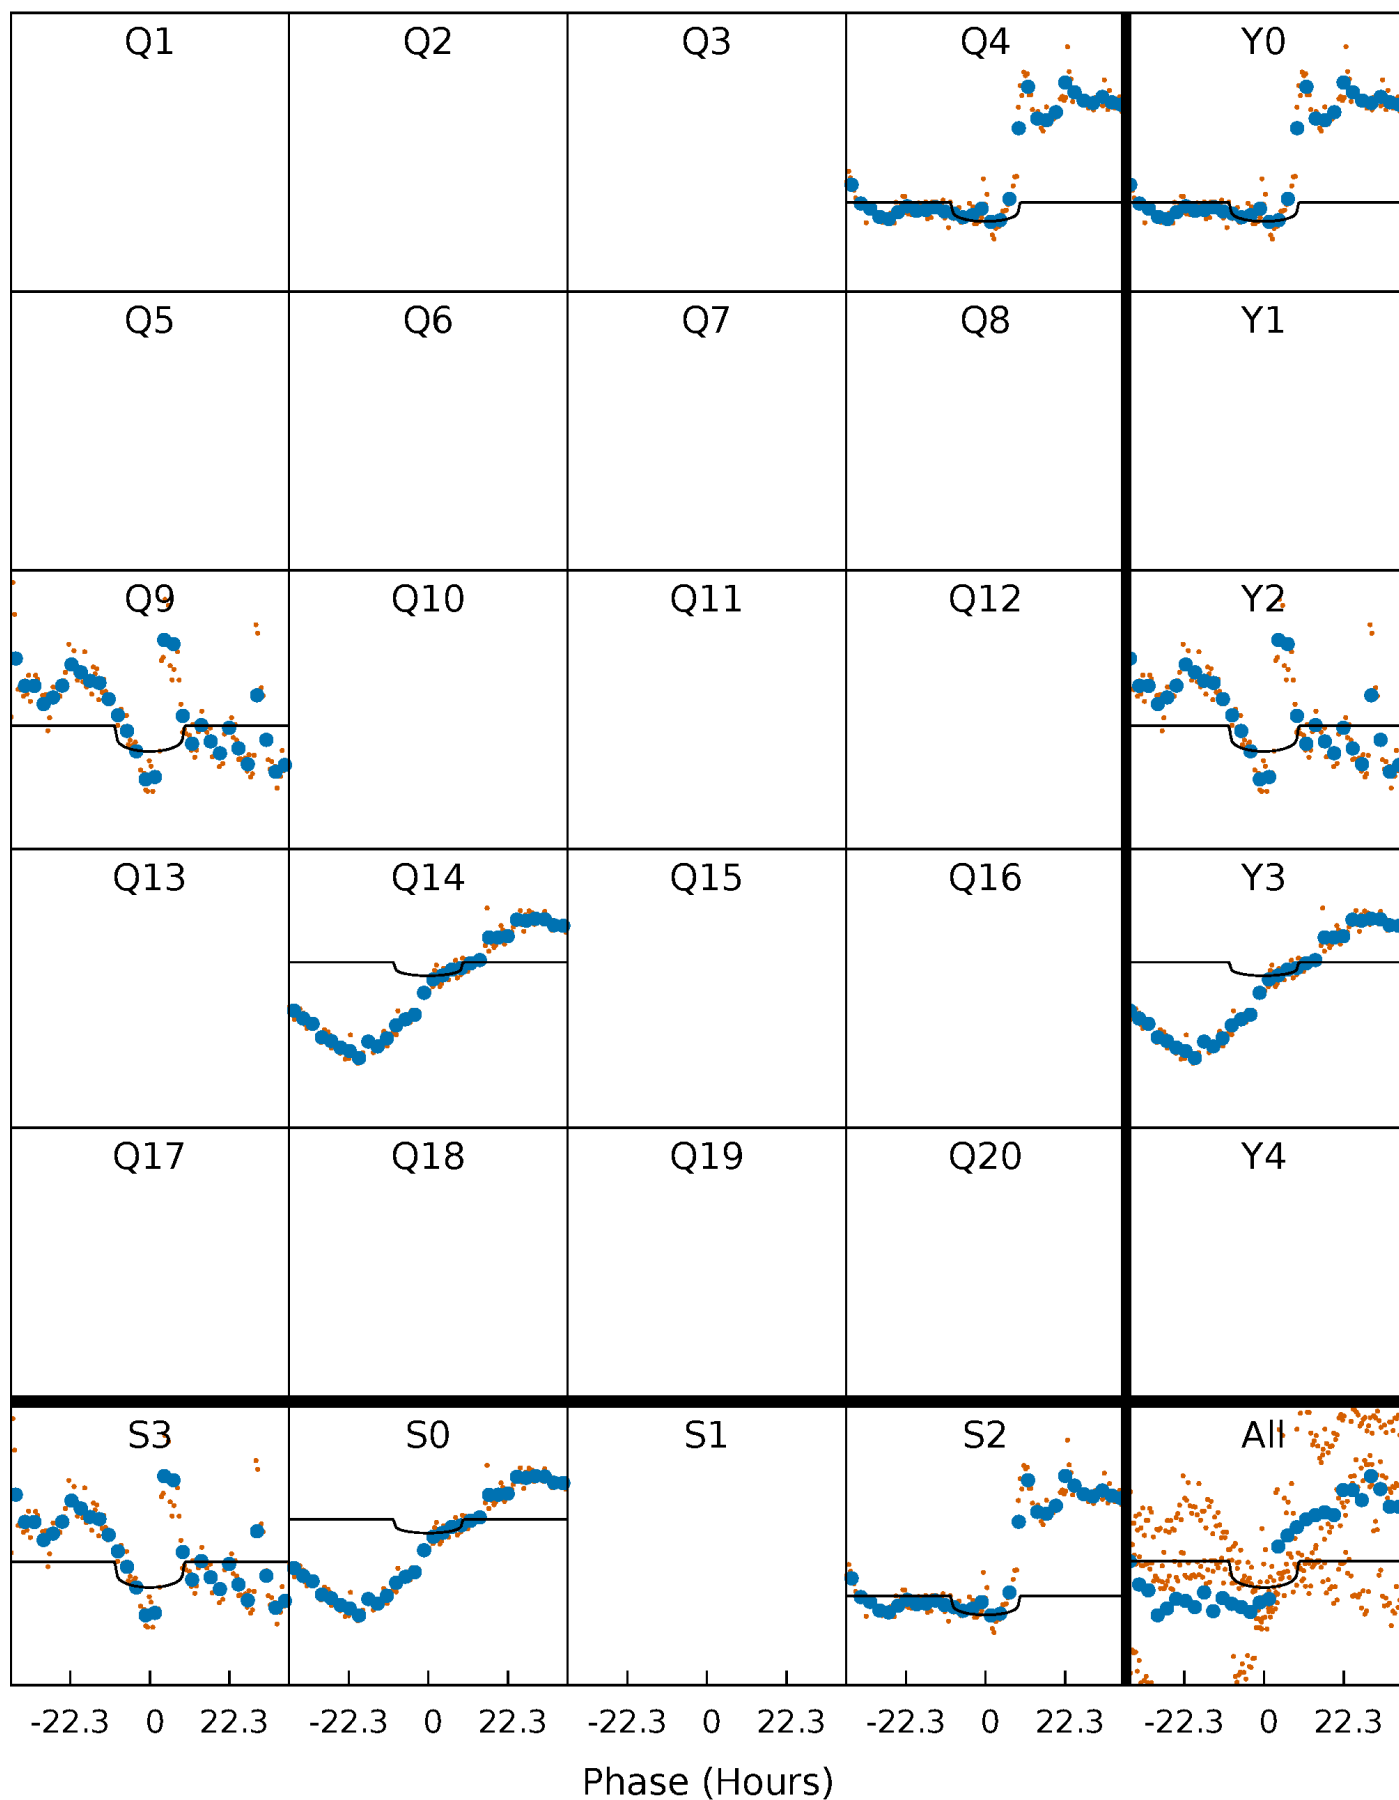 Q1 Q2 Q3 Q4 Y0
Q5 Q6 Q7 Q8 Y1
Q9 Q10 Q11 Q12 Y2
Q13 Q14 Q15 Q16 Y3
Q17 Q18 Q19 Q20 Y4
S3 S0 S1 S2 All
-22.3 0 22.3 -22.3 0 22.3 -22.3 0 22.3 -22.3 0 22.3 -22.3 0 22.3
Phase (Hours)